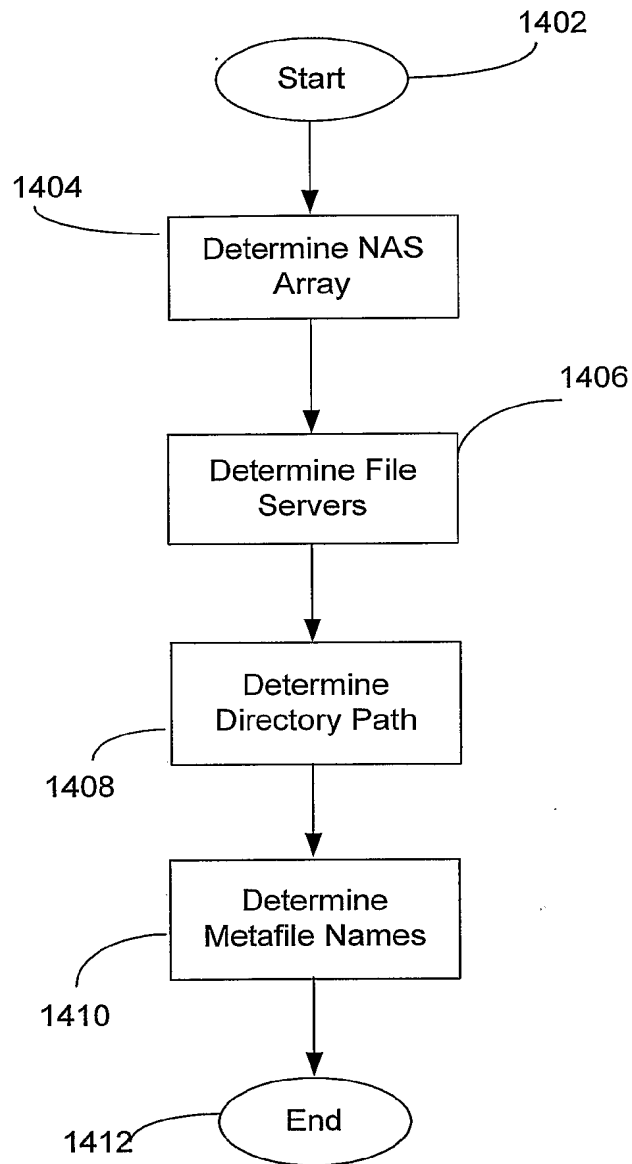 1402
Start
1404
Determine NAS
Array
1406
Determine File
Servers
Determine
Directory Path
1408
Determine
Metafile Names
1410
End
1412